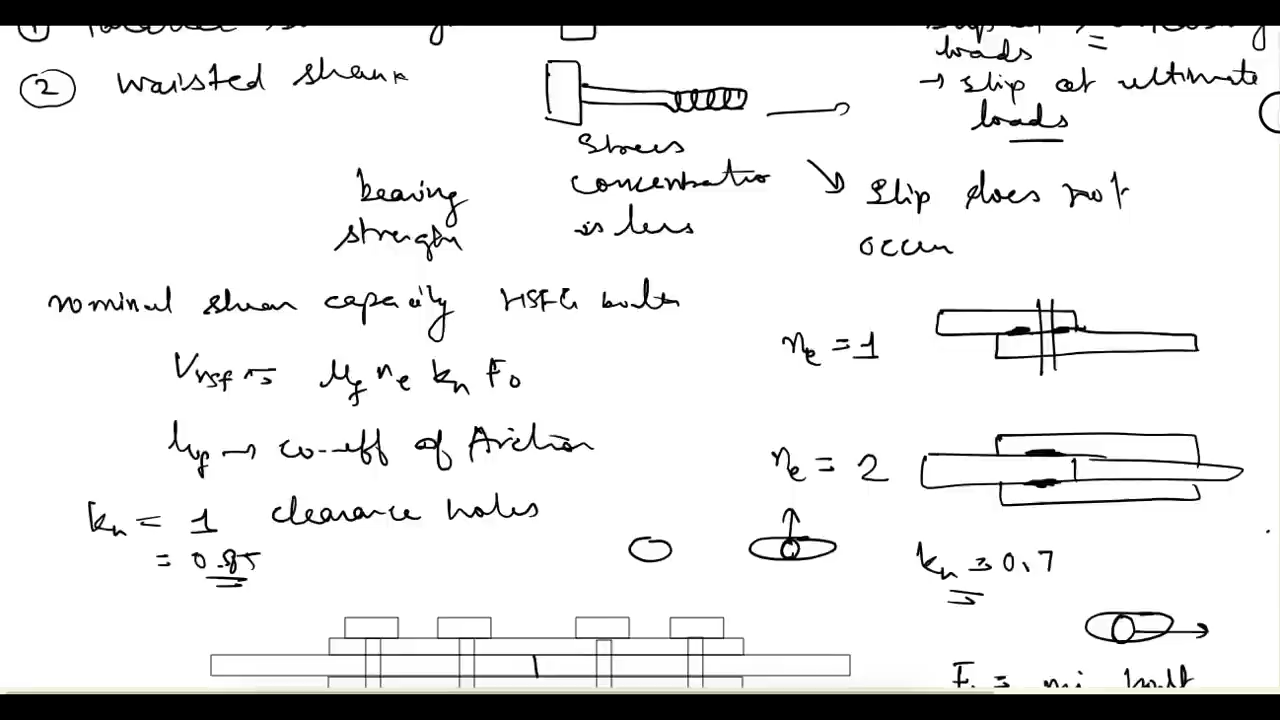 loads
② waisted shank
→ slip at ultimate
loads
stress
concentration
is less
bearing
strength
slip does not
occur
nominal shear capacity HSFG bolts
nₑ = 1
Vnsf = μf nₑ kh F₀
μf → co-eff of friction
nₑ = 2
kh = 1 clearance holes
= 0.85
kh = 0.7